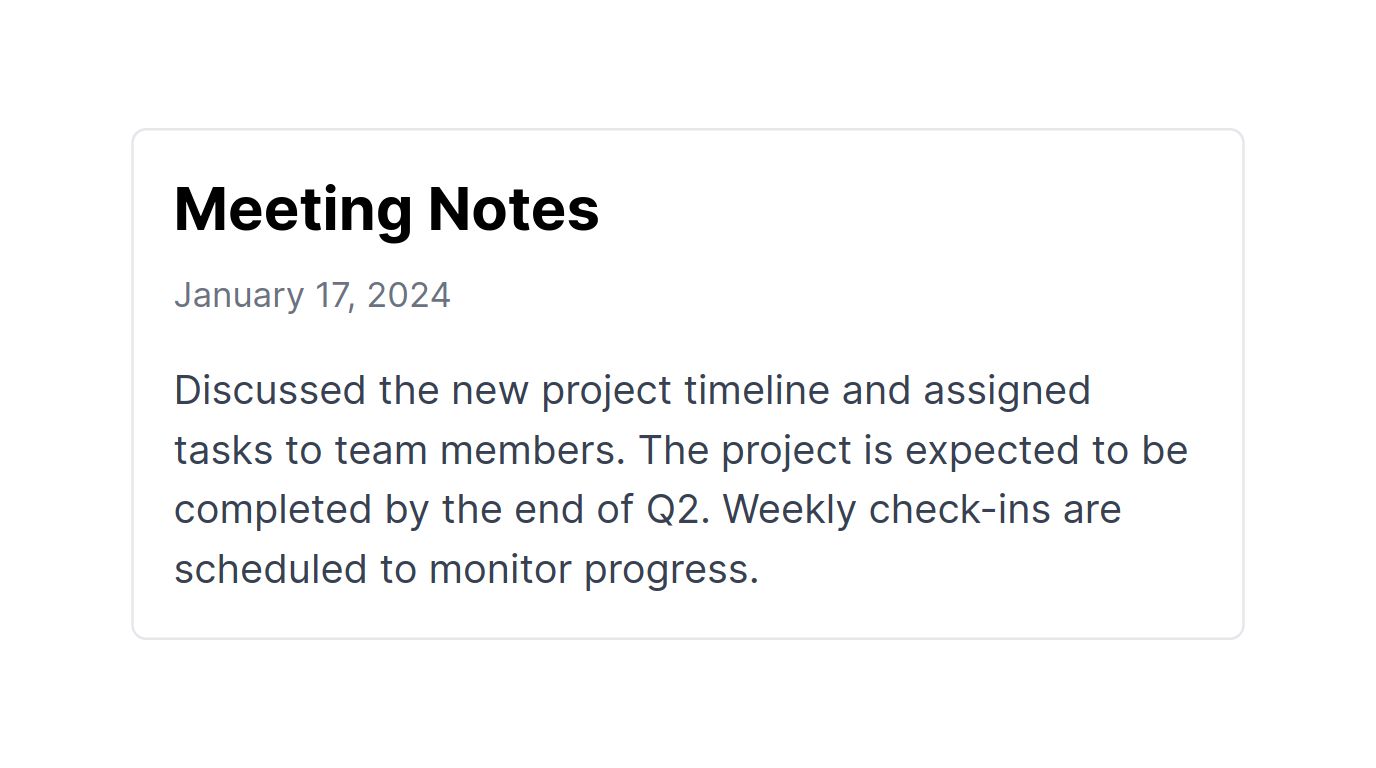 Meeting Notes
January 17, 2024
Discussed the new project timeline and assigned
tasks to team members. The project is expected to be
completed by the end of Q2. Weekly check-ins are
scheduled to monitor progress.